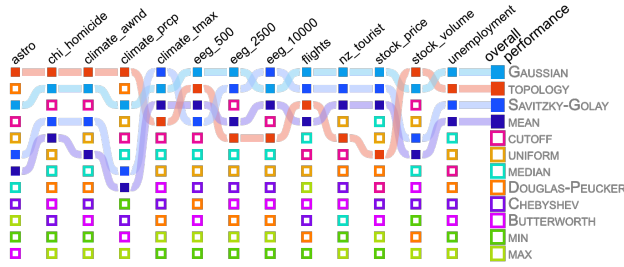 astro
chi_homicide
climate_awnd
climate_prcp
climate_tmax
eeg_500
eeg_2500
eeg_10000
flights
nz_tourist
stock_price
stock_volume
unemployment
overall
performance
GAUSSIAN
TOPOLOGY
SAVITZKY-GOLAY
MEAN
CUTOFF
UNIFORM
MEDIAN
DOUGLAS-PEUCKER
CHEBYSHEV
BUTTERWORTH
MIN
MAX